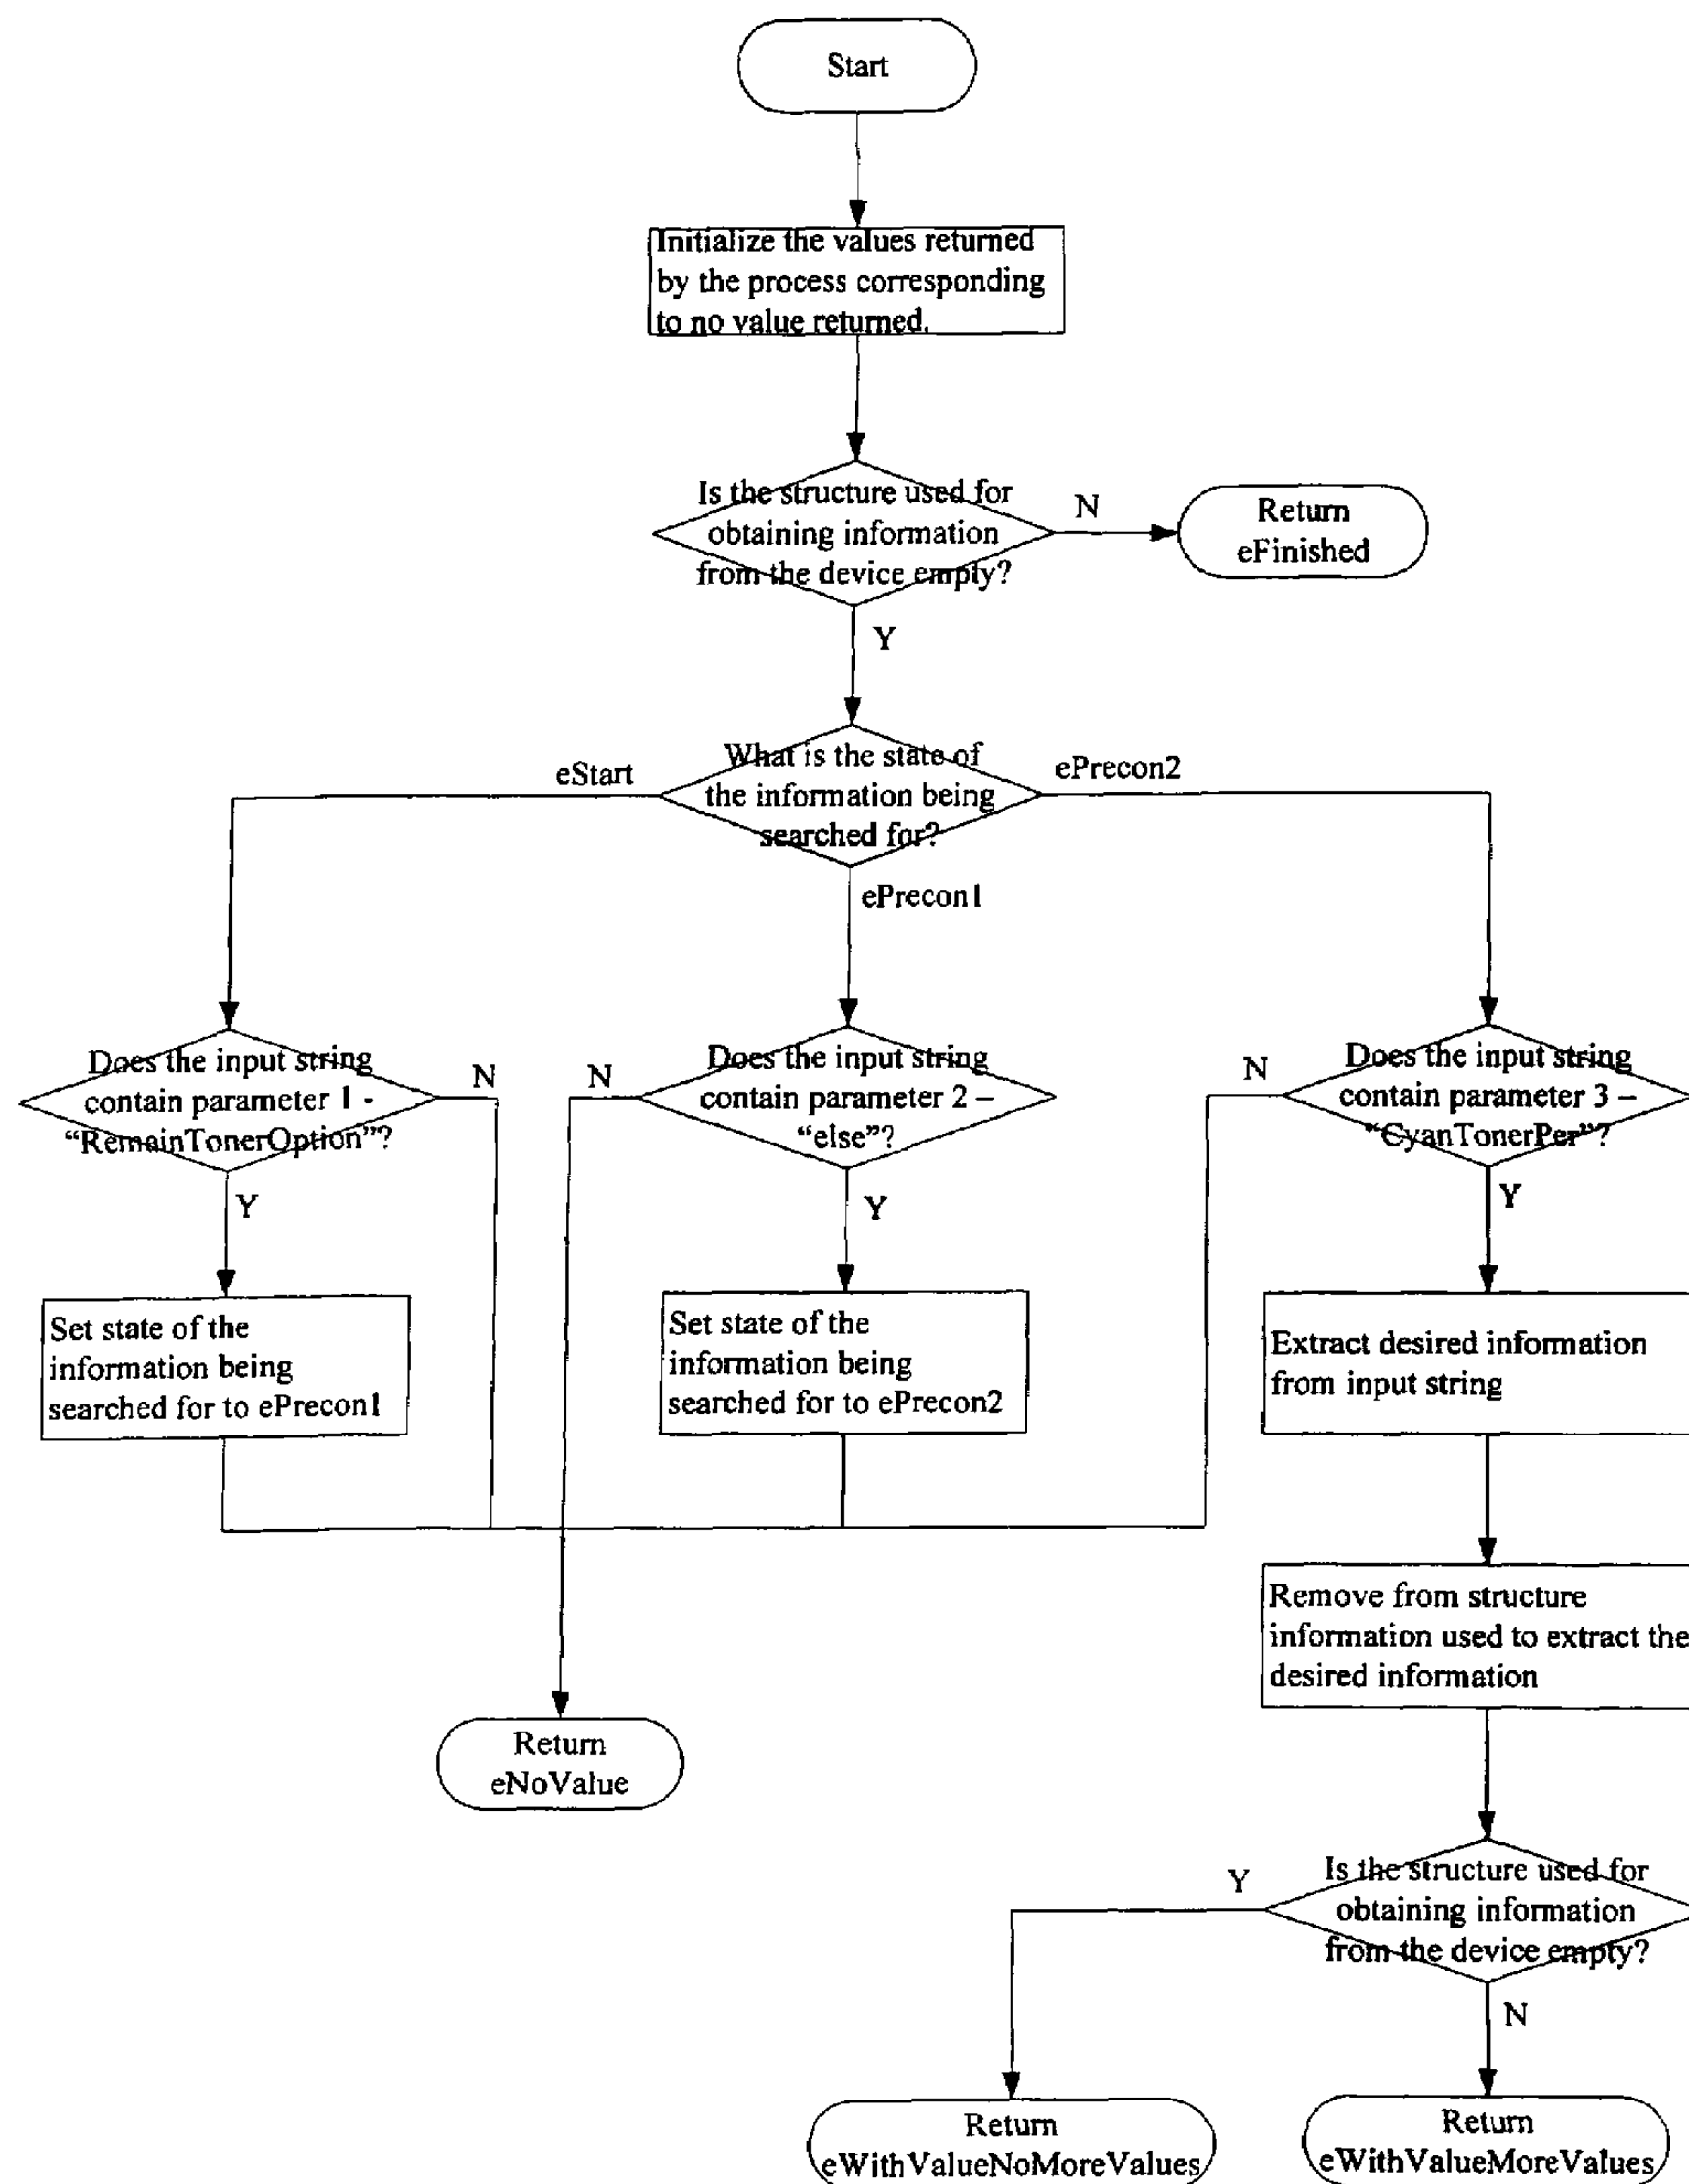 Start
Initialize the values returned
by the process corresponding
to no value returned.
Is the structure used for
obtaining information
from the device empty?
N
Return
eFinished
Y
What is the state of
the information being
searched for?
eStart
ePrecon2
ePrecon1
Does the input string
contain parameter 1 -
“RemainTonerOption”?
N
Y
Does the input string
contain parameter 2 –
“else”?
N
Y
Does the input string
contain parameter 3 –
“CyanTonerPer”?
N
Y
Set state of the
information being
searched for to ePrecon1
Set state of the
information being
searched for to ePrecon2
Extract desired information
from input string
Remove from structure
information used to extract the
desired information
Return
eNoValue
Is the structure used for
obtaining information
from the device empty?
Y
N
Return
eWithValueNoMoreValues
Return
eWithValueMoreValues